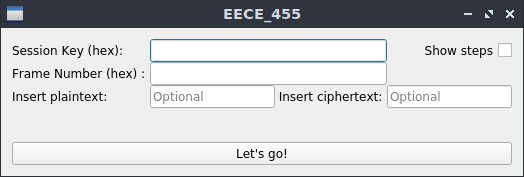 EECE_455
Session Key (hex): Show steps
Frame Number (hex) :
Insert plaintext: Optional Insert ciphertext: Optional
Let's go!